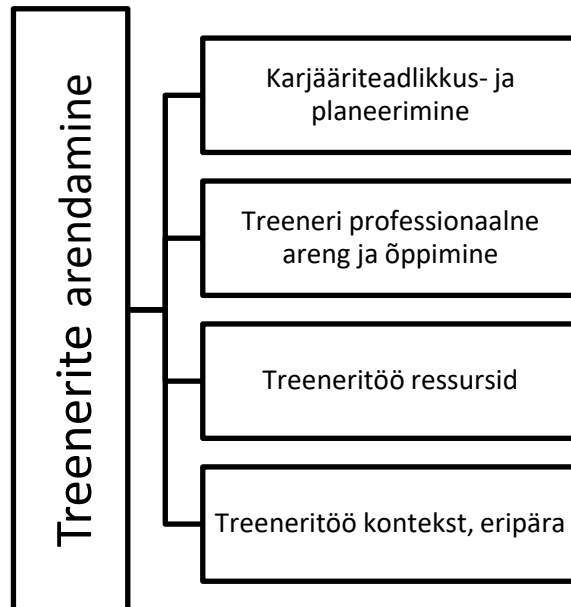 Treenerite arendamine
Karjääriteadlikkus- ja
planeerimine
Treeneri professionaalne
areng ja õppimine
Treeneritöö ressursid
Treeneritöö kontekst, eripära